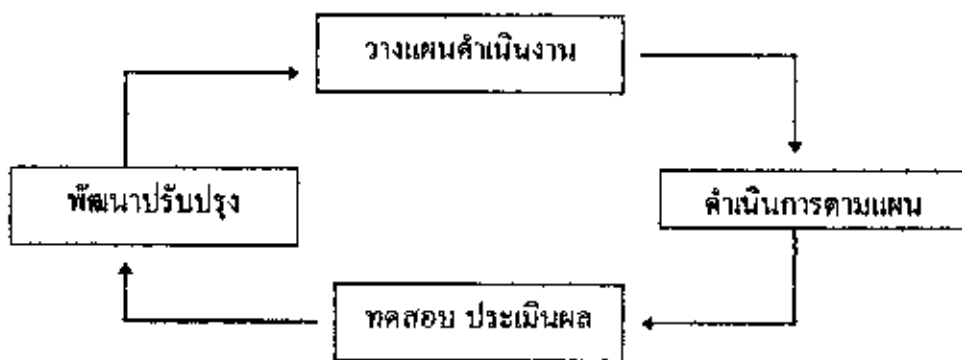 วางแผนดำเนินงาน
พัฒนาปรับปรุง
ดำเนินการตามแผน
ทดสอบ ประเมินผล